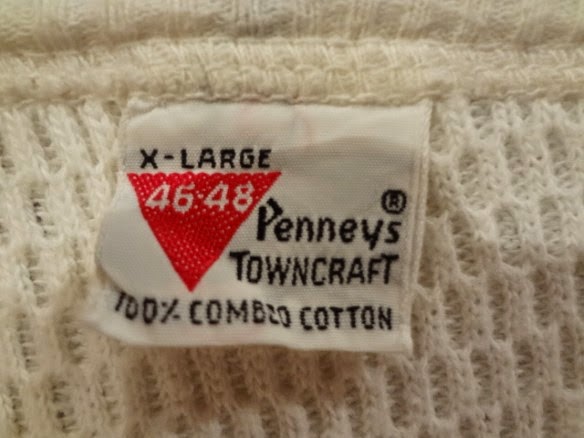 X-LARGE
46-48
Penneys®
TOWNCRAFT
100% COMBED COTTON